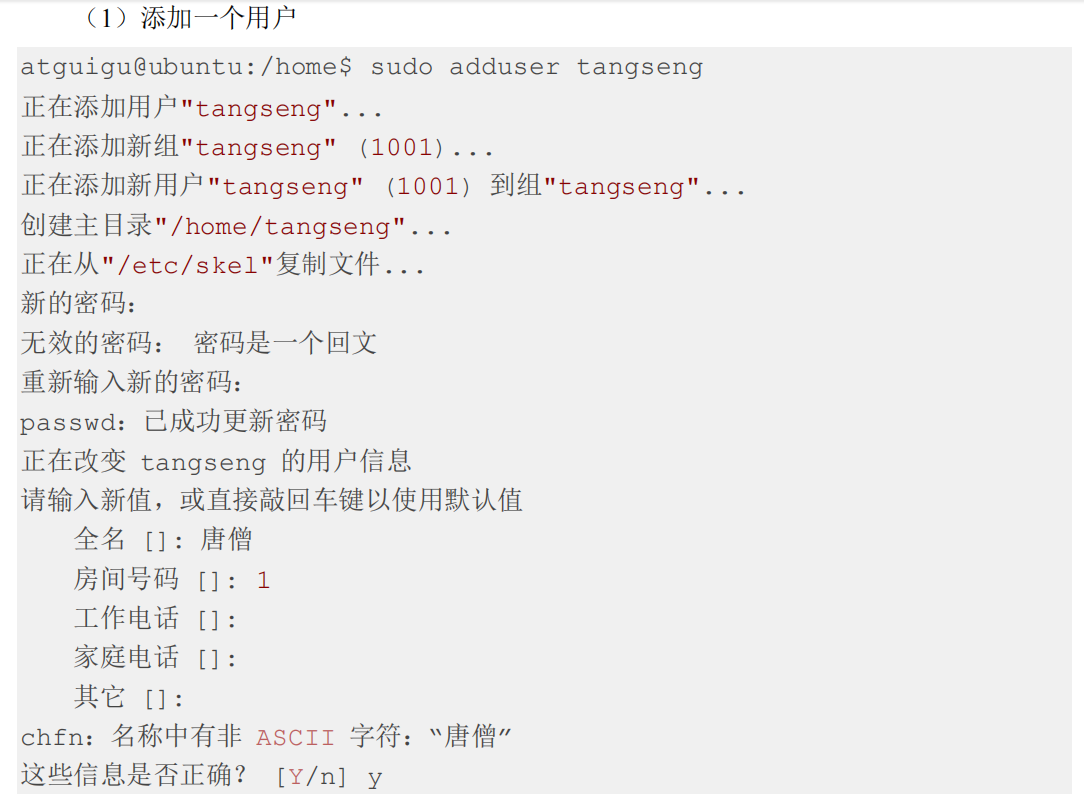 （1）添加一个用户
atguigu@ubuntu:/home$ sudo adduser tangseng
正在添加用户"tangseng"...
正在添加新组"tangseng" (1001)...
正在添加新用户"tangseng" (1001) 到组"tangseng"...
创建主目录"/home/tangseng"...
正在从"/etc/skel"复制文件...
新的密码：
无效的密码： 密码是一个回文
重新输入新的密码：
passwd：已成功更新密码
正在改变 tangseng 的用户信息
请输入新值，或直接敲回车键以使用默认值
全名 []: 唐僧
房间号码 []: 1
工作电话 []:
家庭电话 []:
其它 []:
chfn：名称中有非 ASCII 字符：“唐僧”
这些信息是否正确？ [Y/n] y